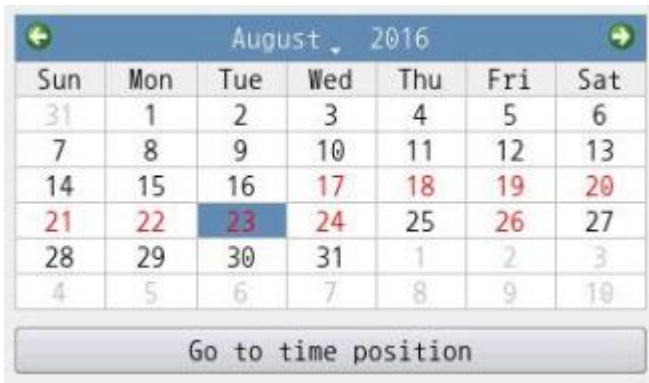 August 2016
Sun Mon Tue Wed Thu Fri Sat
31 1 2 3 4 5 6
7 8 9 10 11 12 13
14 15 16 17 18 19 20
21 22 23 24 25 26 27
28 29 30 31 1 2 3
4 5 6 7 8 9 10
Go to time position